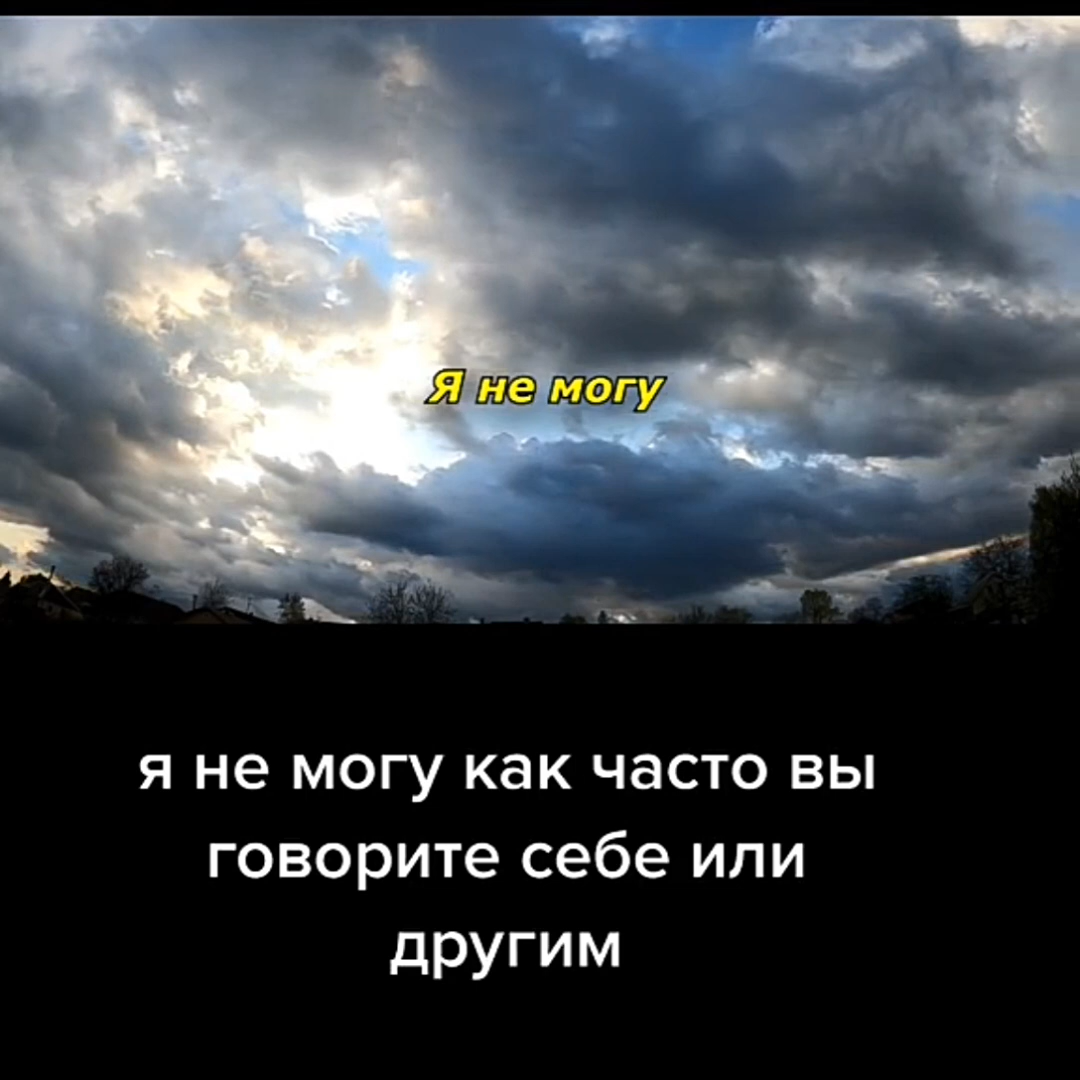 Я не могу
я не могу как часто вы
говорите себе или
другим